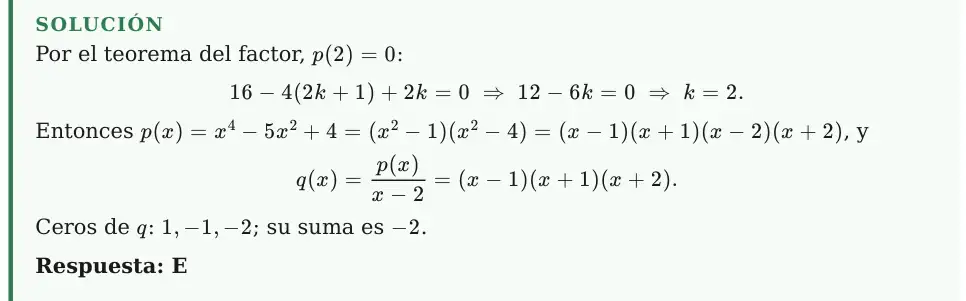 SOLUCIÓN
Por el teorema del factor, p(2) = 0:
16 − 4(2k + 1) + 2k = 0 ⇒ 12 − 6k = 0 ⇒ k = 2.
Entonces p(x) = x⁴ − 5x² + 4 = (x² − 1)(x² − 4) = (x − 1)(x + 1)(x − 2)(x + 2), y
q(x) = p(x) / (x − 2) = (x − 1)(x + 1)(x + 2).
Ceros de q: 1, −1, −2; su suma es −2.
Respuesta: E